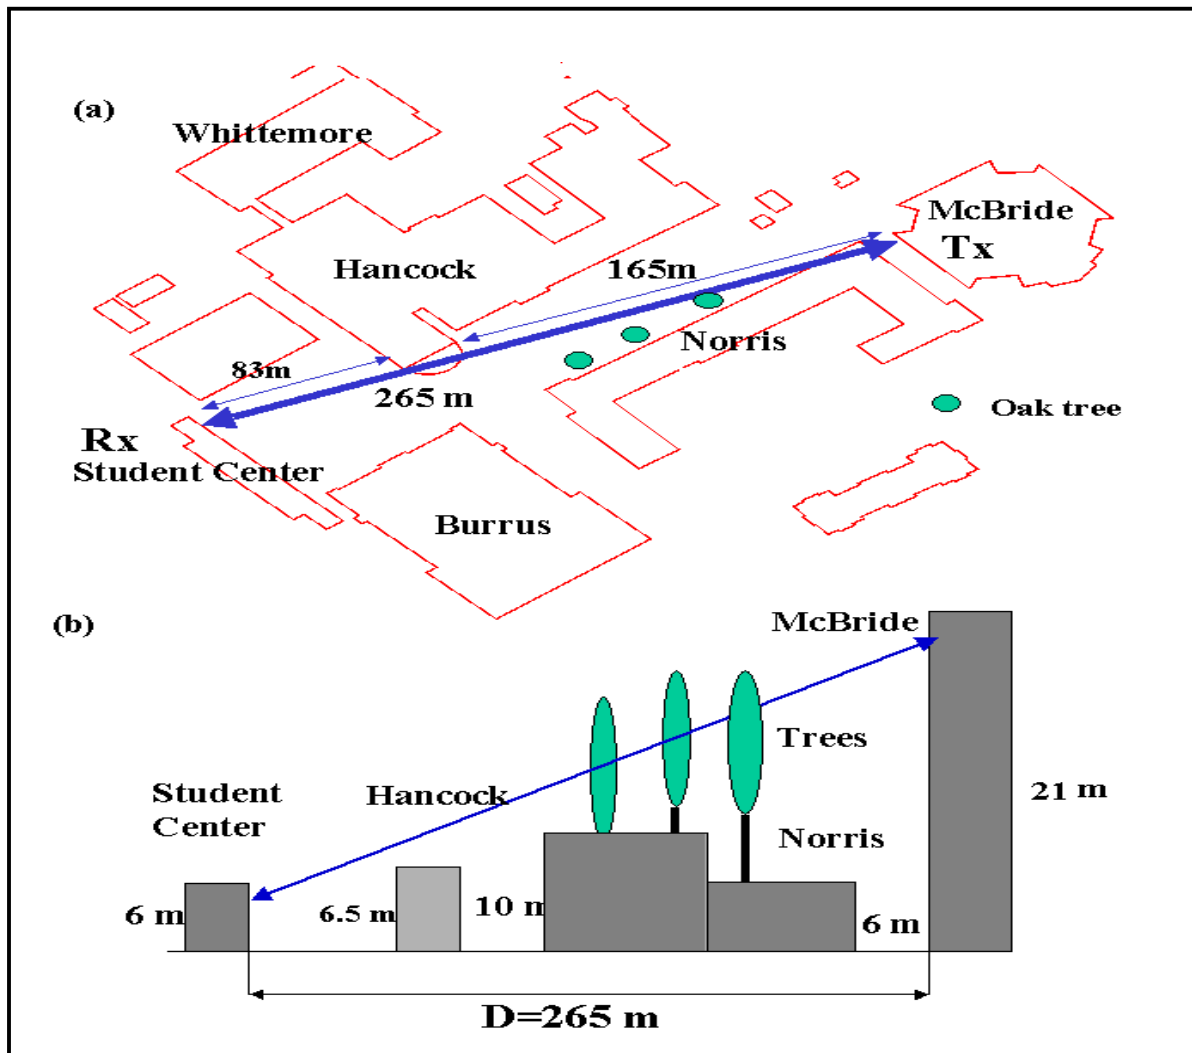 (a)
Whittemore
McBride
Tx
Hancock
165m
Norris
83m
265 m
Oak tree
Rx
Student Center
Burrus
(b)
McBride
Trees
Student
Center
Hancock
21 m
Norris
6 m
6.5 m
10 m
6 m
D=265 m